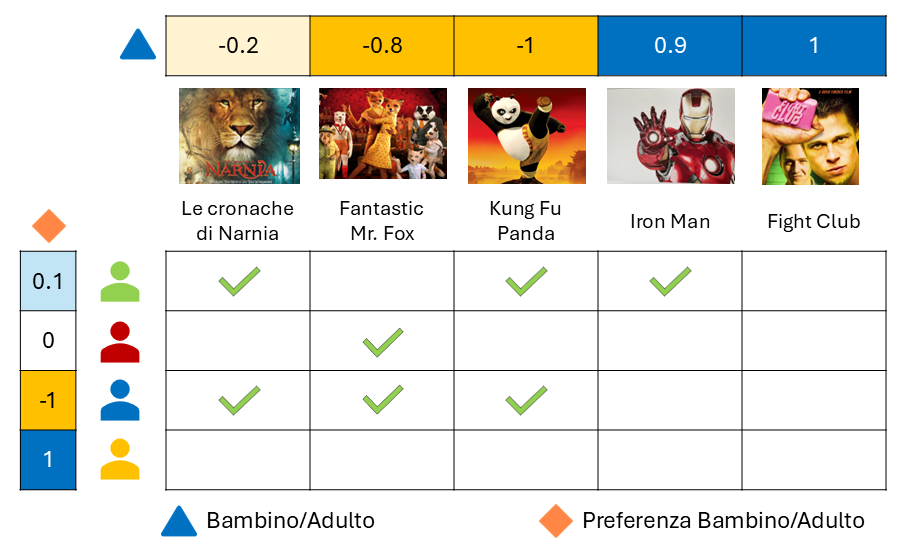 -0.2 -0.8 -1 0.9 1
NARNIA
FIGHT
CLUB
Le cronache
di Narnia
Fantastic
Mr. Fox
Kung Fu
Panda
Iron Man
Fight Club
0.1
0
-1
1
Bambino/Adulto
Preferenza Bambino/Adulto